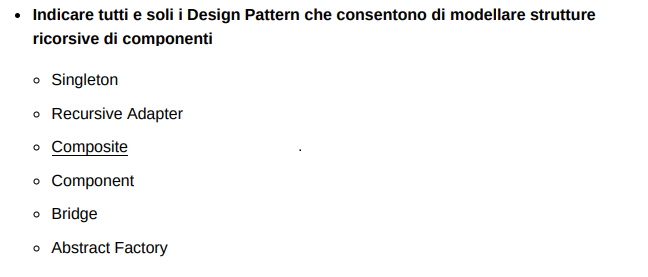 Indicare tutti e soli i Design Pattern che consentono di modellare strutture
ricorsive di componenti
Singleton
Recursive Adapter
Composite .
Component
Bridge
Abstract Factory